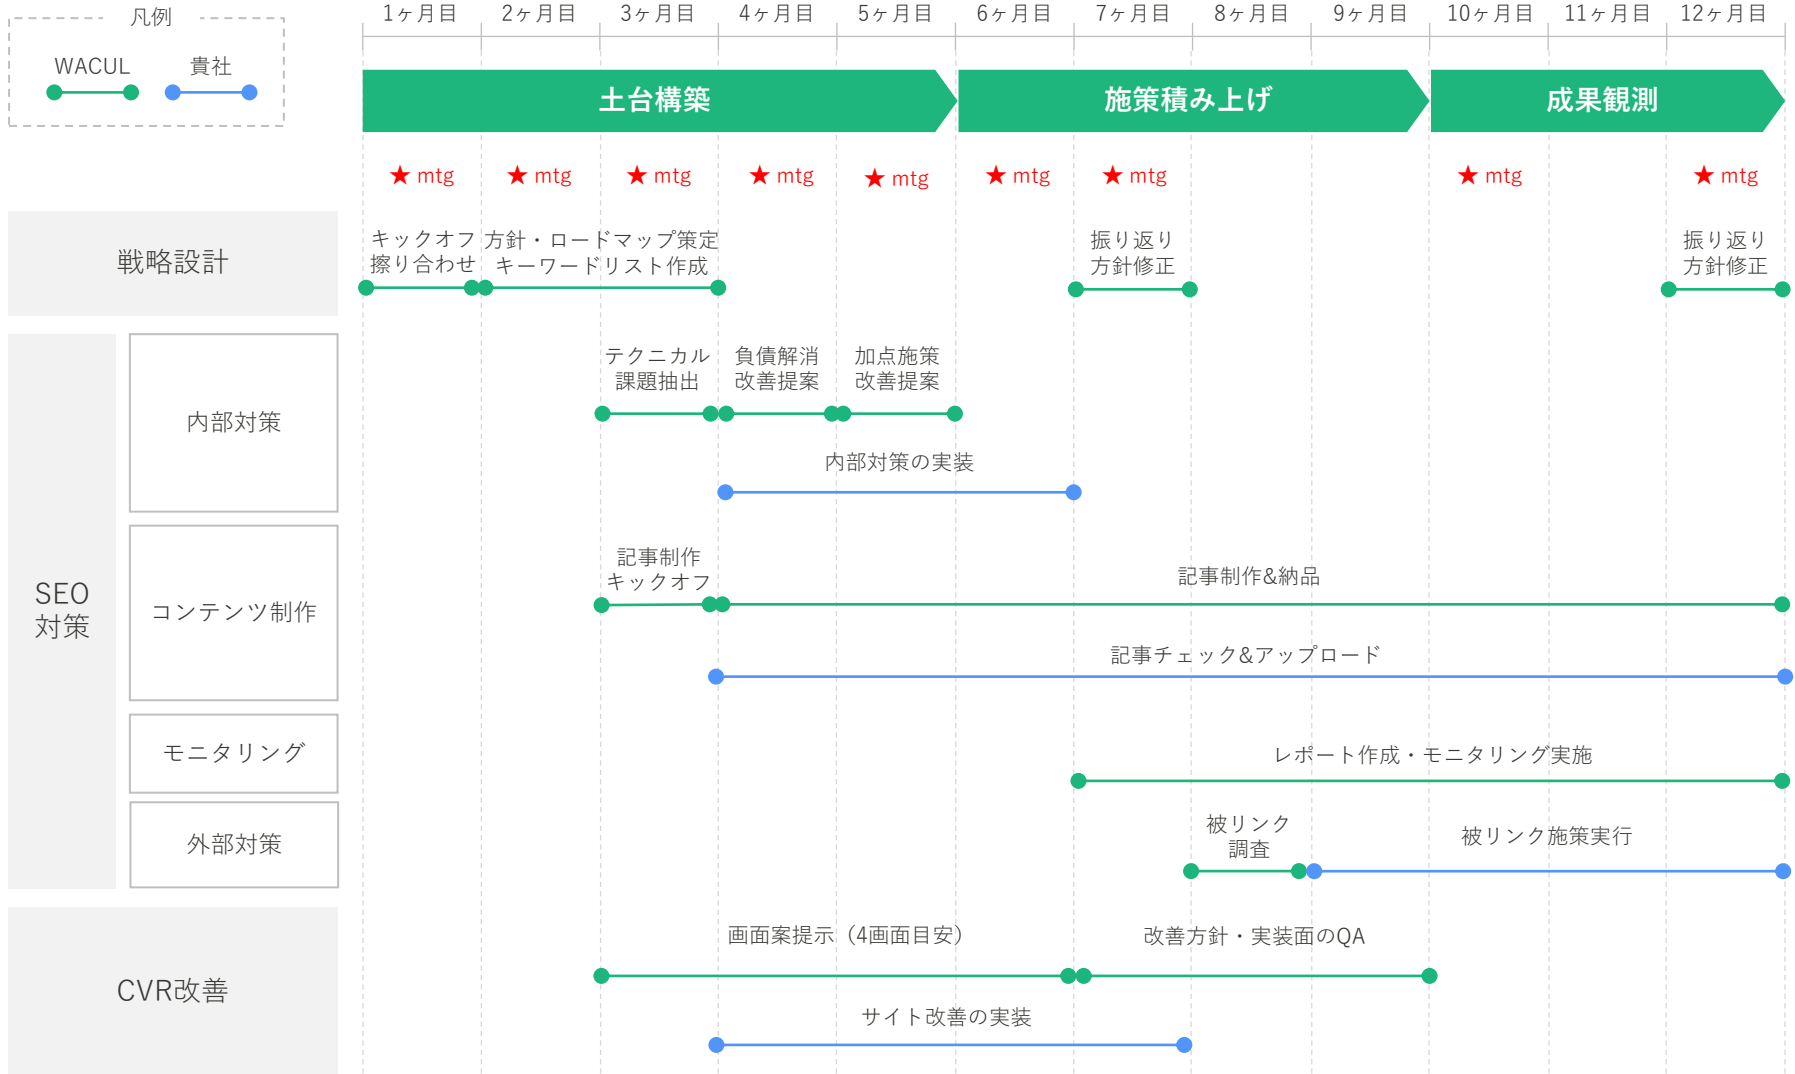 凡例
WACUL
貴社
1ヶ月目
2ヶ月目
3ヶ月目
4ヶ月目
5ヶ月目
6ヶ月目
7ヶ月目
8ヶ月目
9ヶ月目
10ヶ月目
11ヶ月目
12ヶ月目
土台構築
施策積み上げ
成果観測
★ mtg
★ mtg
★ mtg
★ mtg
★ mtg
★ mtg
★ mtg
★ mtg
★ mtg
戦略設計
キックオフ
擦り合わせ
方針・ロードマップ策定
キーワードリスト作成
振り返り
方針修正
振り返り
方針修正
SEO
対策
内部対策
テクニカル
課題抽出
負債解消
改善提案
加点施策
改善提案
内部対策の実装
コンテンツ制作
記事制作
キックオフ
記事制作&納品
記事チェック&アップロード
モニタリング
レポート作成・モニタリング実施
外部対策
被リンク
調査
被リンク施策実行
CVR改善
画面案提示（4画面目安）
改善方針・実装面のQA
サイト改善の実装